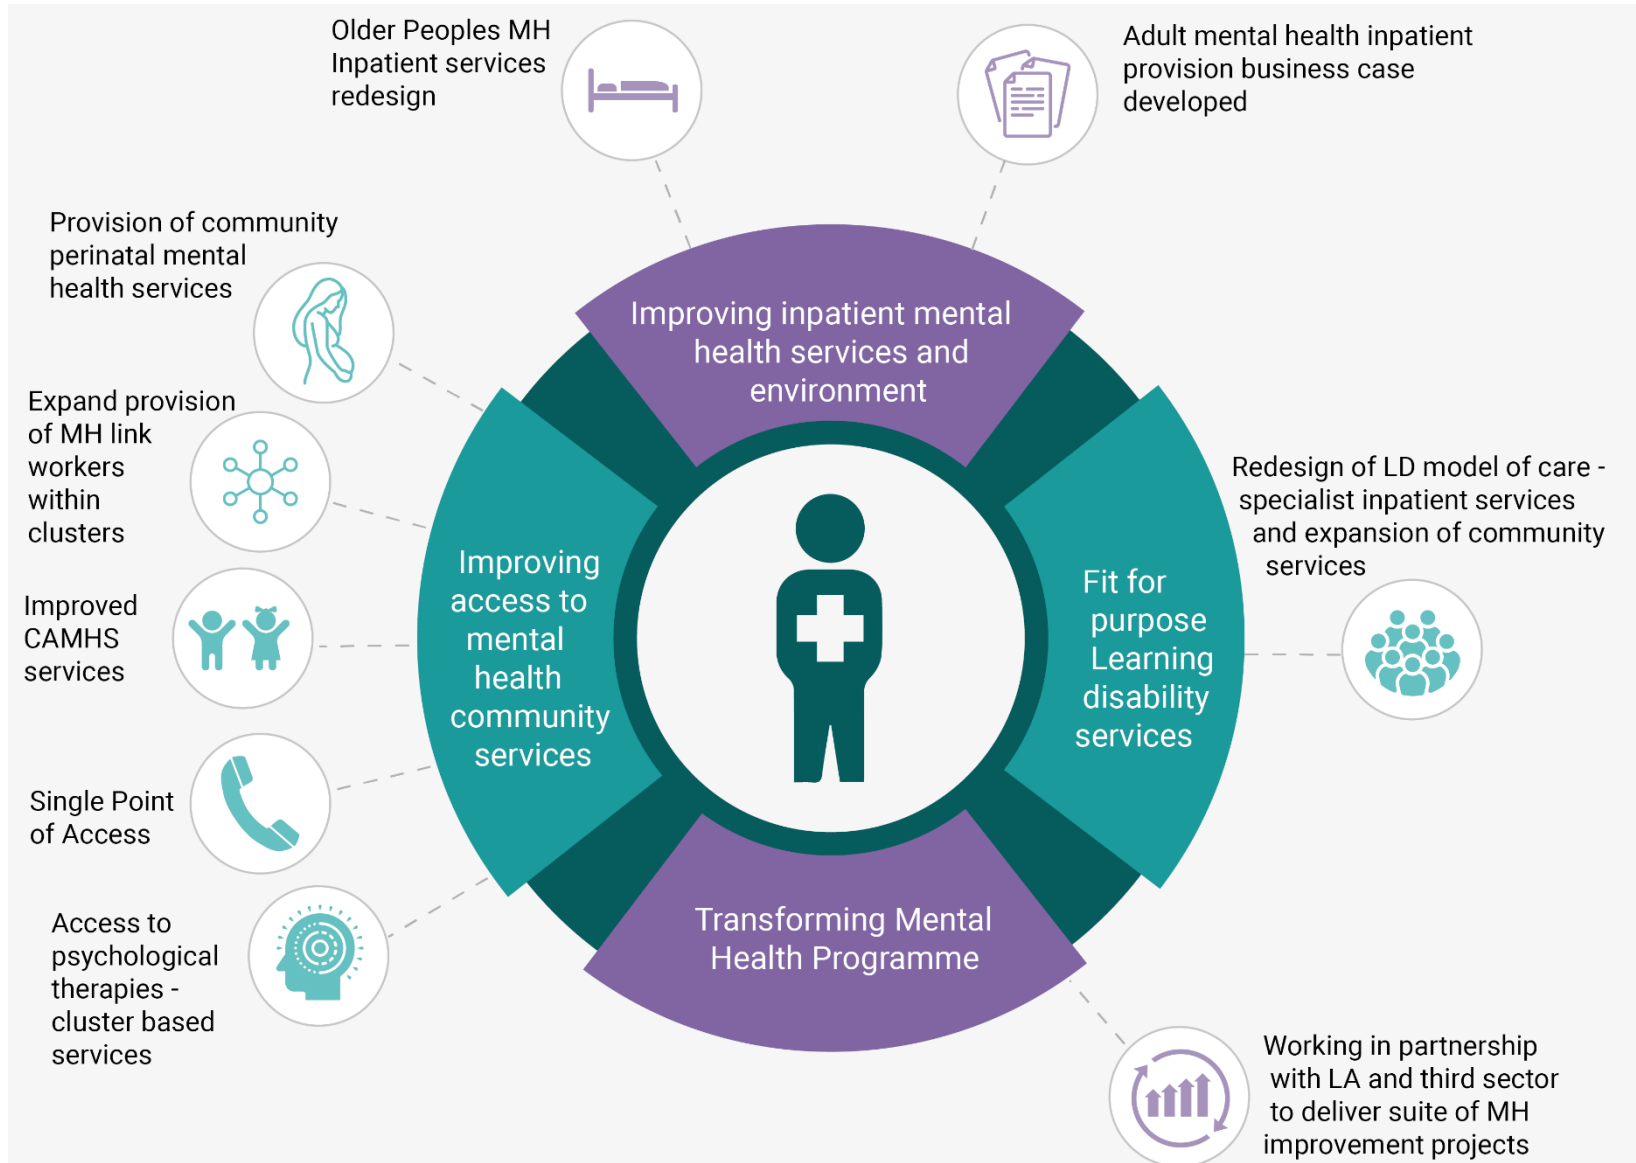 Older Peoples MH
Inpatient services
redesign
Adult mental health inpatient
provision business case
developed
Provision of community
perinatal mental
health services
Improving inpatient mental
health services and
environment
Expand provision
of MH link
workers
within
clusters
Redesign of LD model of care -
specialist inpatient services
and expansion of community
services
Improved
CAMHS
services
Improving
access to
mental
health
community
services
Fit for
purpose
Learning
disability
services
Single Point
of Access
Access to
psychological
therapies -
cluster based
services
Transforming Mental
Health Programme
Working in partnership
with LA and third sector
to deliver suite of MH
improvement projects